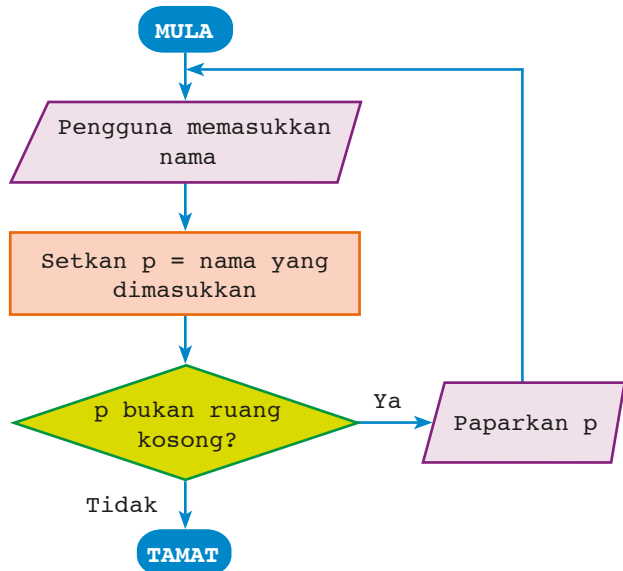 MULA
Pengguna memasukkan
nama
Setkan p = nama yang
dimasukkan
p bukan ruang
kosong?
Ya
Paparkan p
Tidak
TAMAT